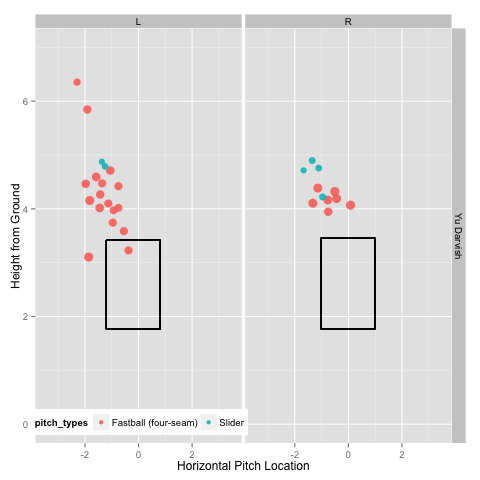 L R
6
4
2
0
Height from Ground
Yu Darvish
pitch_types Fastball (four-seam) Slider
-2 0 2 -2 0 2
Horizontal Pitch Location